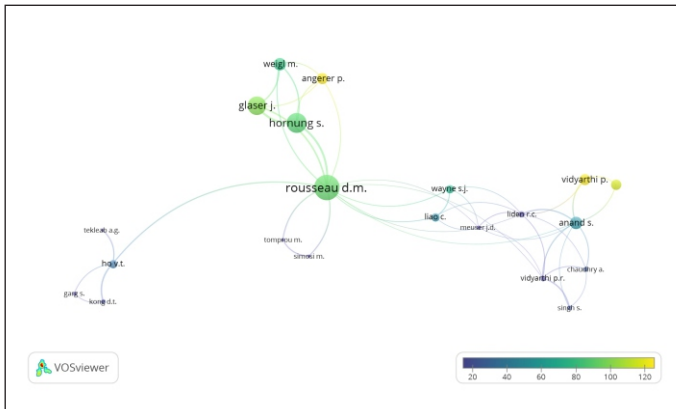 weigl m.
angerer p.
glaser j.
hornung s.
rousseau d.m.
vidyarthi p.
wayne s.j.
liden r.c.
liao c.
meuser j.d.
anand s.
tekleab a.g.
tomprou m.
simou m.
ho v.t.
chaudhry a.
vidyarthi p.r.
garg s.
kong d.t.
singh s.
VOSviewer
20 40 60 80 100 120